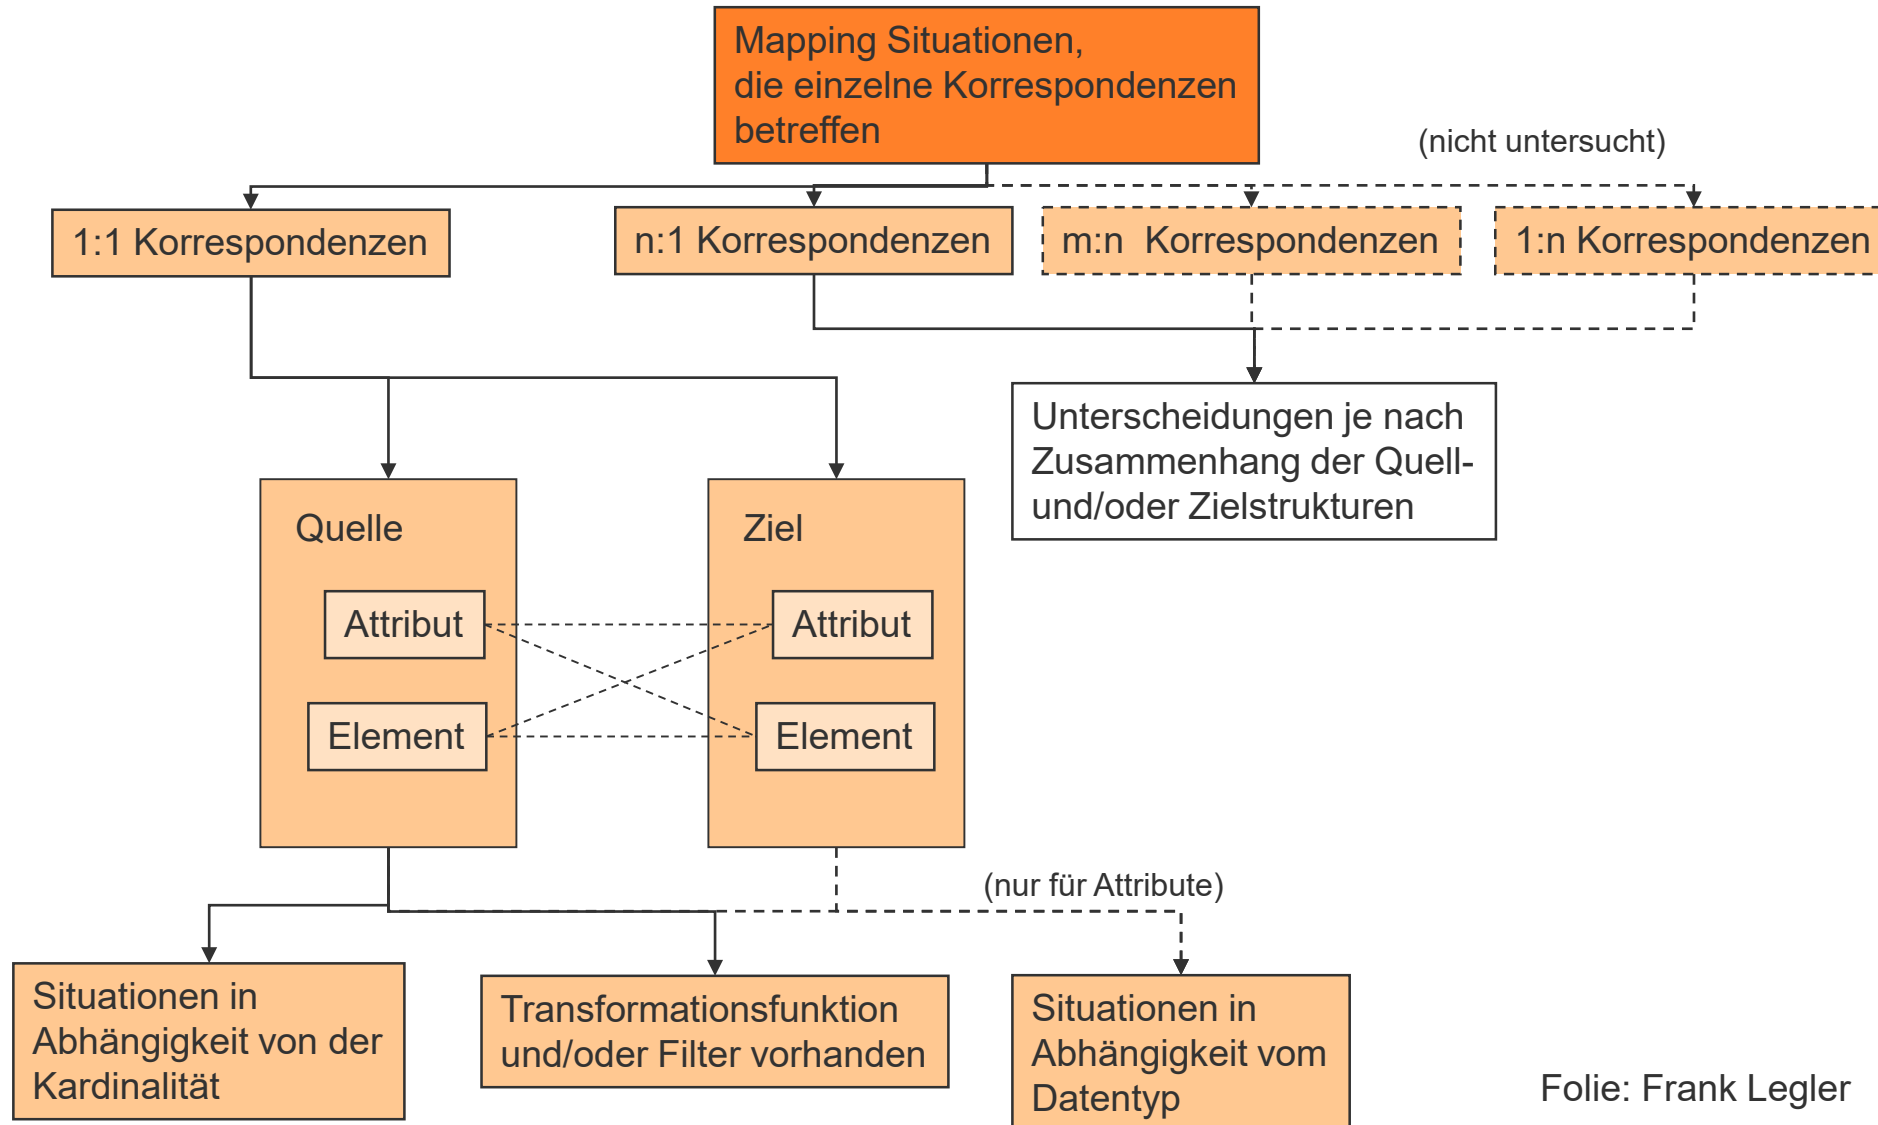 Mapping Situationen,
die einzelne Korrespondenzen
betreffen
(nicht untersucht)
1:1 Korrespondenzen
n:1 Korrespondenzen
m:n  Korrespondenzen
1:n Korrespondenzen
Unterscheidungen je nach
Zusammenhang der Quell-
und/oder Zielstrukturen
Quelle
Attribut
Element
Ziel
Attribut
Element
(nur für Attribute)
Situationen in
Abhängigkeit von der
Kardinalität
Transformationsfunktion
und/oder Filter vorhanden
Situationen in
Abhängigkeit vom
Datentyp
Folie: Frank Legler